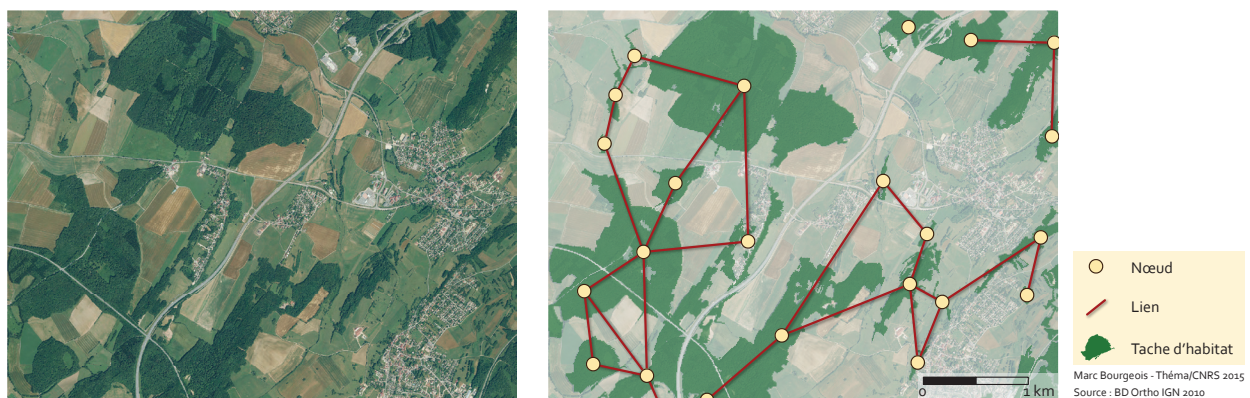 Nœud
Lien
Tache d'habitat
0 1 km
Marc Bourgeois - Théma/CNRS 2015
Source : BD Ortho IGN 2010